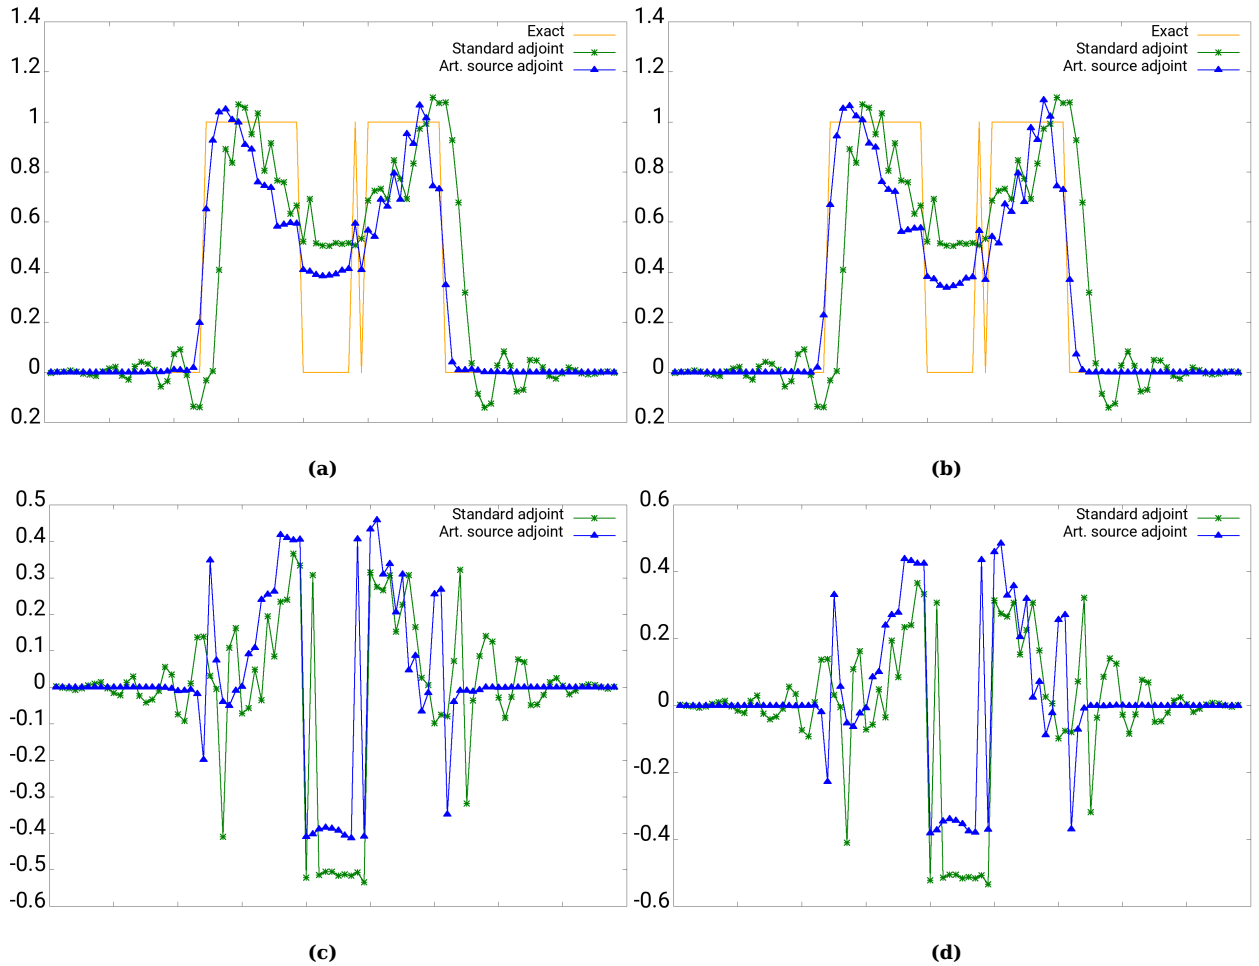 1.4
1.2
1
0.8
0.6
0.4
0.2
0
0.2
Exact
Standard adjoint
Art. source adjoint
(a)
1.4
1.2
1
0.8
0.6
0.4
0.2
0
0.2
Exact
Standard adjoint
Art. source adjoint
(b)
0.5
0.4
0.3
0.2
0.1
0
-0.1
-0.2
-0.3
-0.4
-0.5
-0.6
Standard adjoint
Art. source adjoint
(c)
0.6
0.4
0.2
0
-0.2
-0.4
-0.6
Standard adjoint
Art. source adjoint
(d)